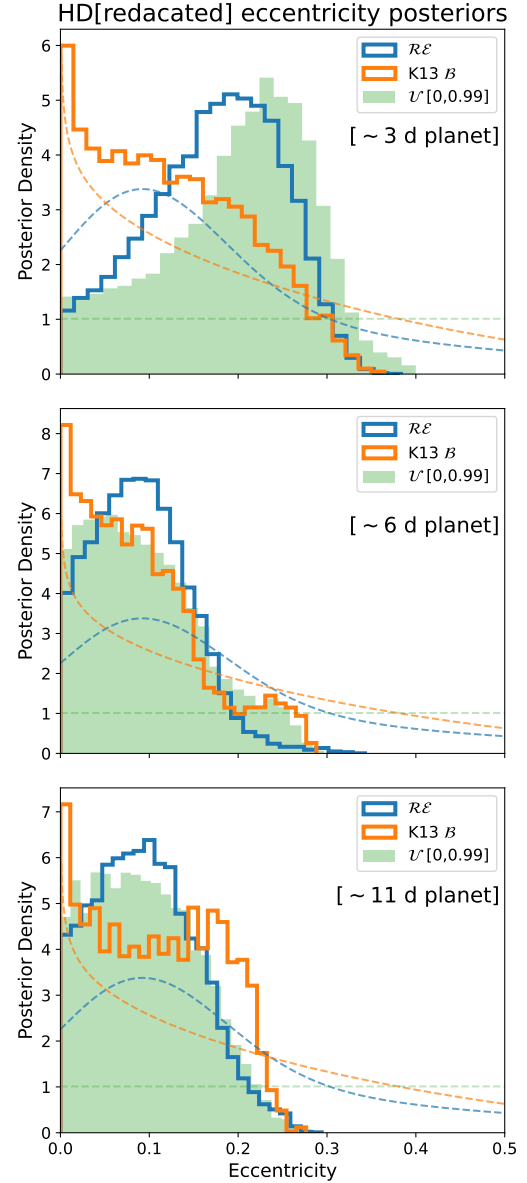 HD[redacated] eccentricity posteriors
6
5
4
3
2
1
0
Posterior Density
ℛℰ
K13 ℬ
𝒰 [0,0.99]
[ ~ 3 d planet]
8
7
6
5
4
3
2
1
0
Posterior Density
ℛℰ
K13 ℬ
𝒰 [0,0.99]
[ ~ 6 d planet]
7
6
5
4
3
2
1
0
Posterior Density
ℛℰ
K13 ℬ
𝒰 [0,0.99]
[ ~ 11 d planet]
0.0 0.1 0.2 0.3 0.4 0.5
Eccentricity